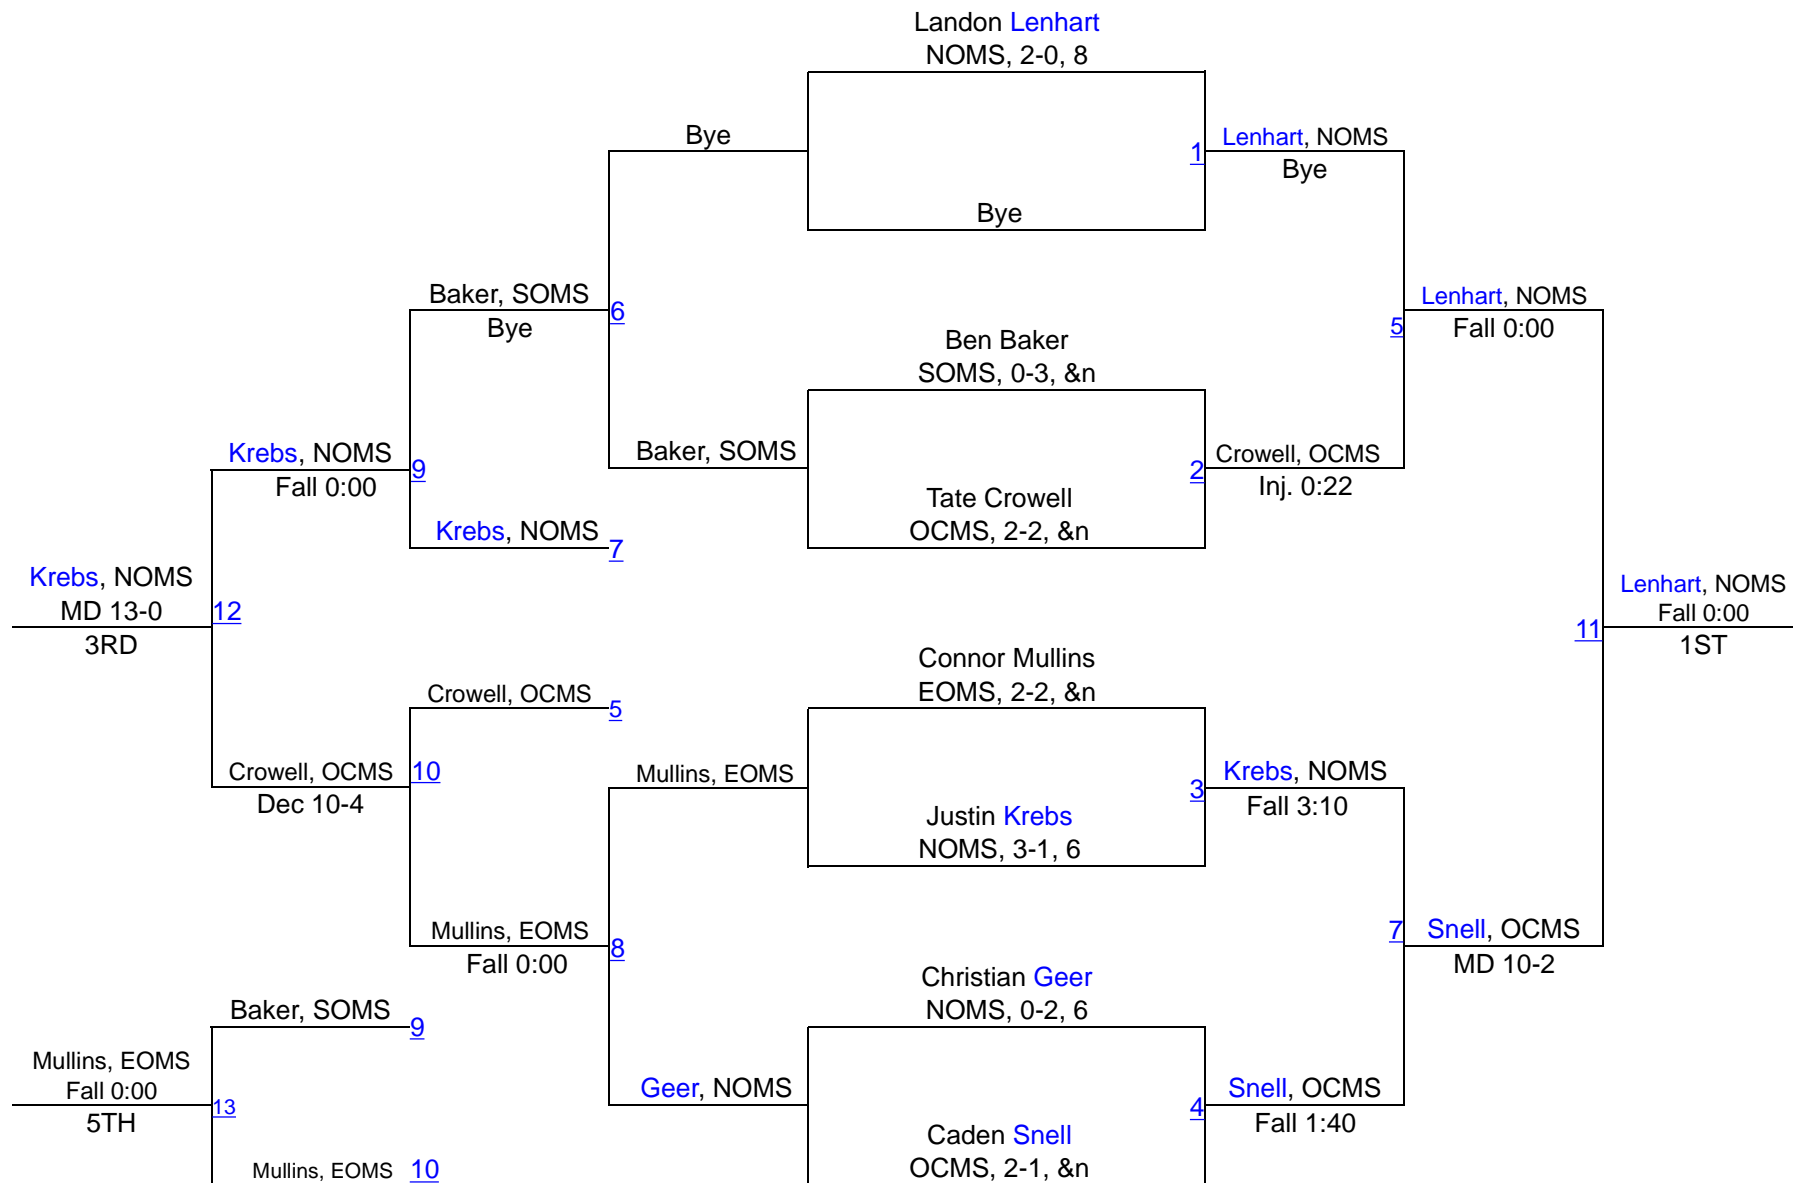 Landon Lenhart
NOMS, 2-0, 8
Bye
1
Lenhart, NOMS
Bye
Bye
Baker, SOMS
Bye
6
Lenhart, NOMS
Fall 0:00
5
Ben Baker
SOMS, 0-3, &n
Krebs, NOMS
Fall 0:00
9
Baker, SOMS
2
Crowell, OCMS
Inj. 0:22
Tate Crowell
OCMS, 2-2, &n
Krebs, NOMS
7
Krebs, NOMS
MD 13-0
3RD
12
Lenhart, NOMS
Fall 0:00
1ST
11
Connor Mullins
EOMS, 2-2, &n
Crowell, OCMS
5
Crowell, OCMS
Dec 10-4
10
Mullins, EOMS
3
Krebs, NOMS
Fall 3:10
Justin Krebs
NOMS, 3-1, 6
Mullins, EOMS
Fall 0:00
8
7
Snell, OCMS
MD 10-2
Christian Geer
NOMS, 0-2, 6
Baker, SOMS
9
Mullins, EOMS
Fall 0:00
5TH
13
Geer, NOMS
4
Snell, OCMS
Fall 1:40
Caden Snell
OCMS, 2-1, &n
Mullins, EOMS
10